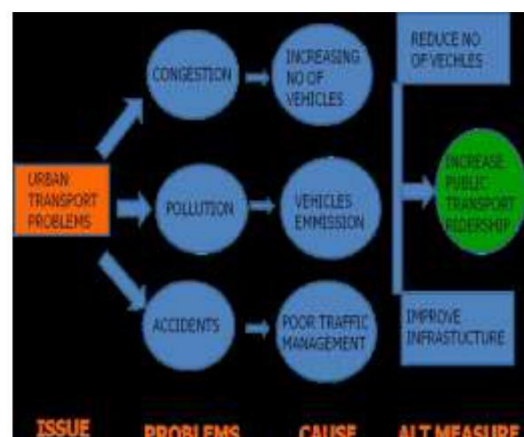 CONGESTION
INCREASING
NO OF
VEHICLES
REDUCE NO
OF VECHLES
URBAN
TRANSPORT
PROBLEMS
POLLUTION
VEHICLES
EMMISSION
INCREASE
PUBLIC
TRANSPORT
RIDERSHIP
ACCIDENTS
POOR TRAFFIC
MANAGEMENT
IMPROVE
INFRASTUCTURE
ISSUE
PROBLEMS
CAUSE
ALT MEASURE